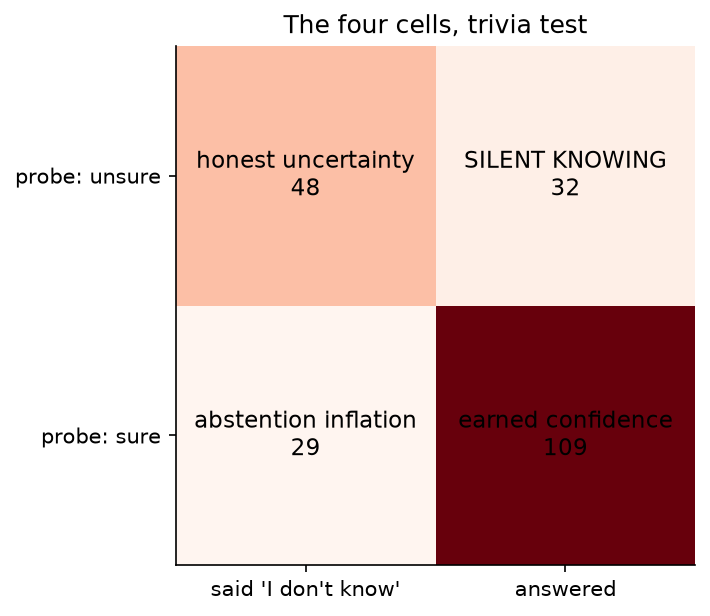 The four cells, trivia test
probe: unsure
honest uncertainty
48
SILENT KNOWING
32
probe: sure
abstention inflation
29
earned confidence
109
said 'I don't know'
answered